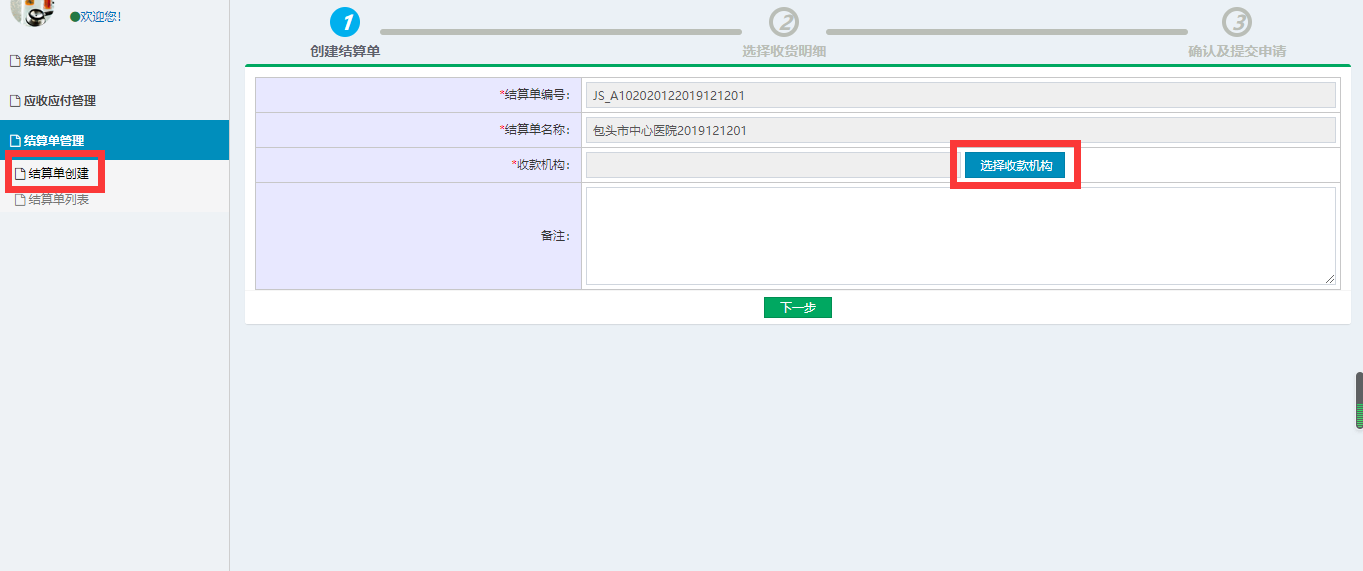 欢迎您!
结算账户管理
应收应付管理
结算单管理
结算单创建
结算单列表
1
2
3
创建结算单
选择收货明细
确认及提交申请
*结算单编号: JS_A102020122019121201
*结算单名称: 包头市中心医院2019121201
*收款机构: 选择收款机构
备注:
下一步